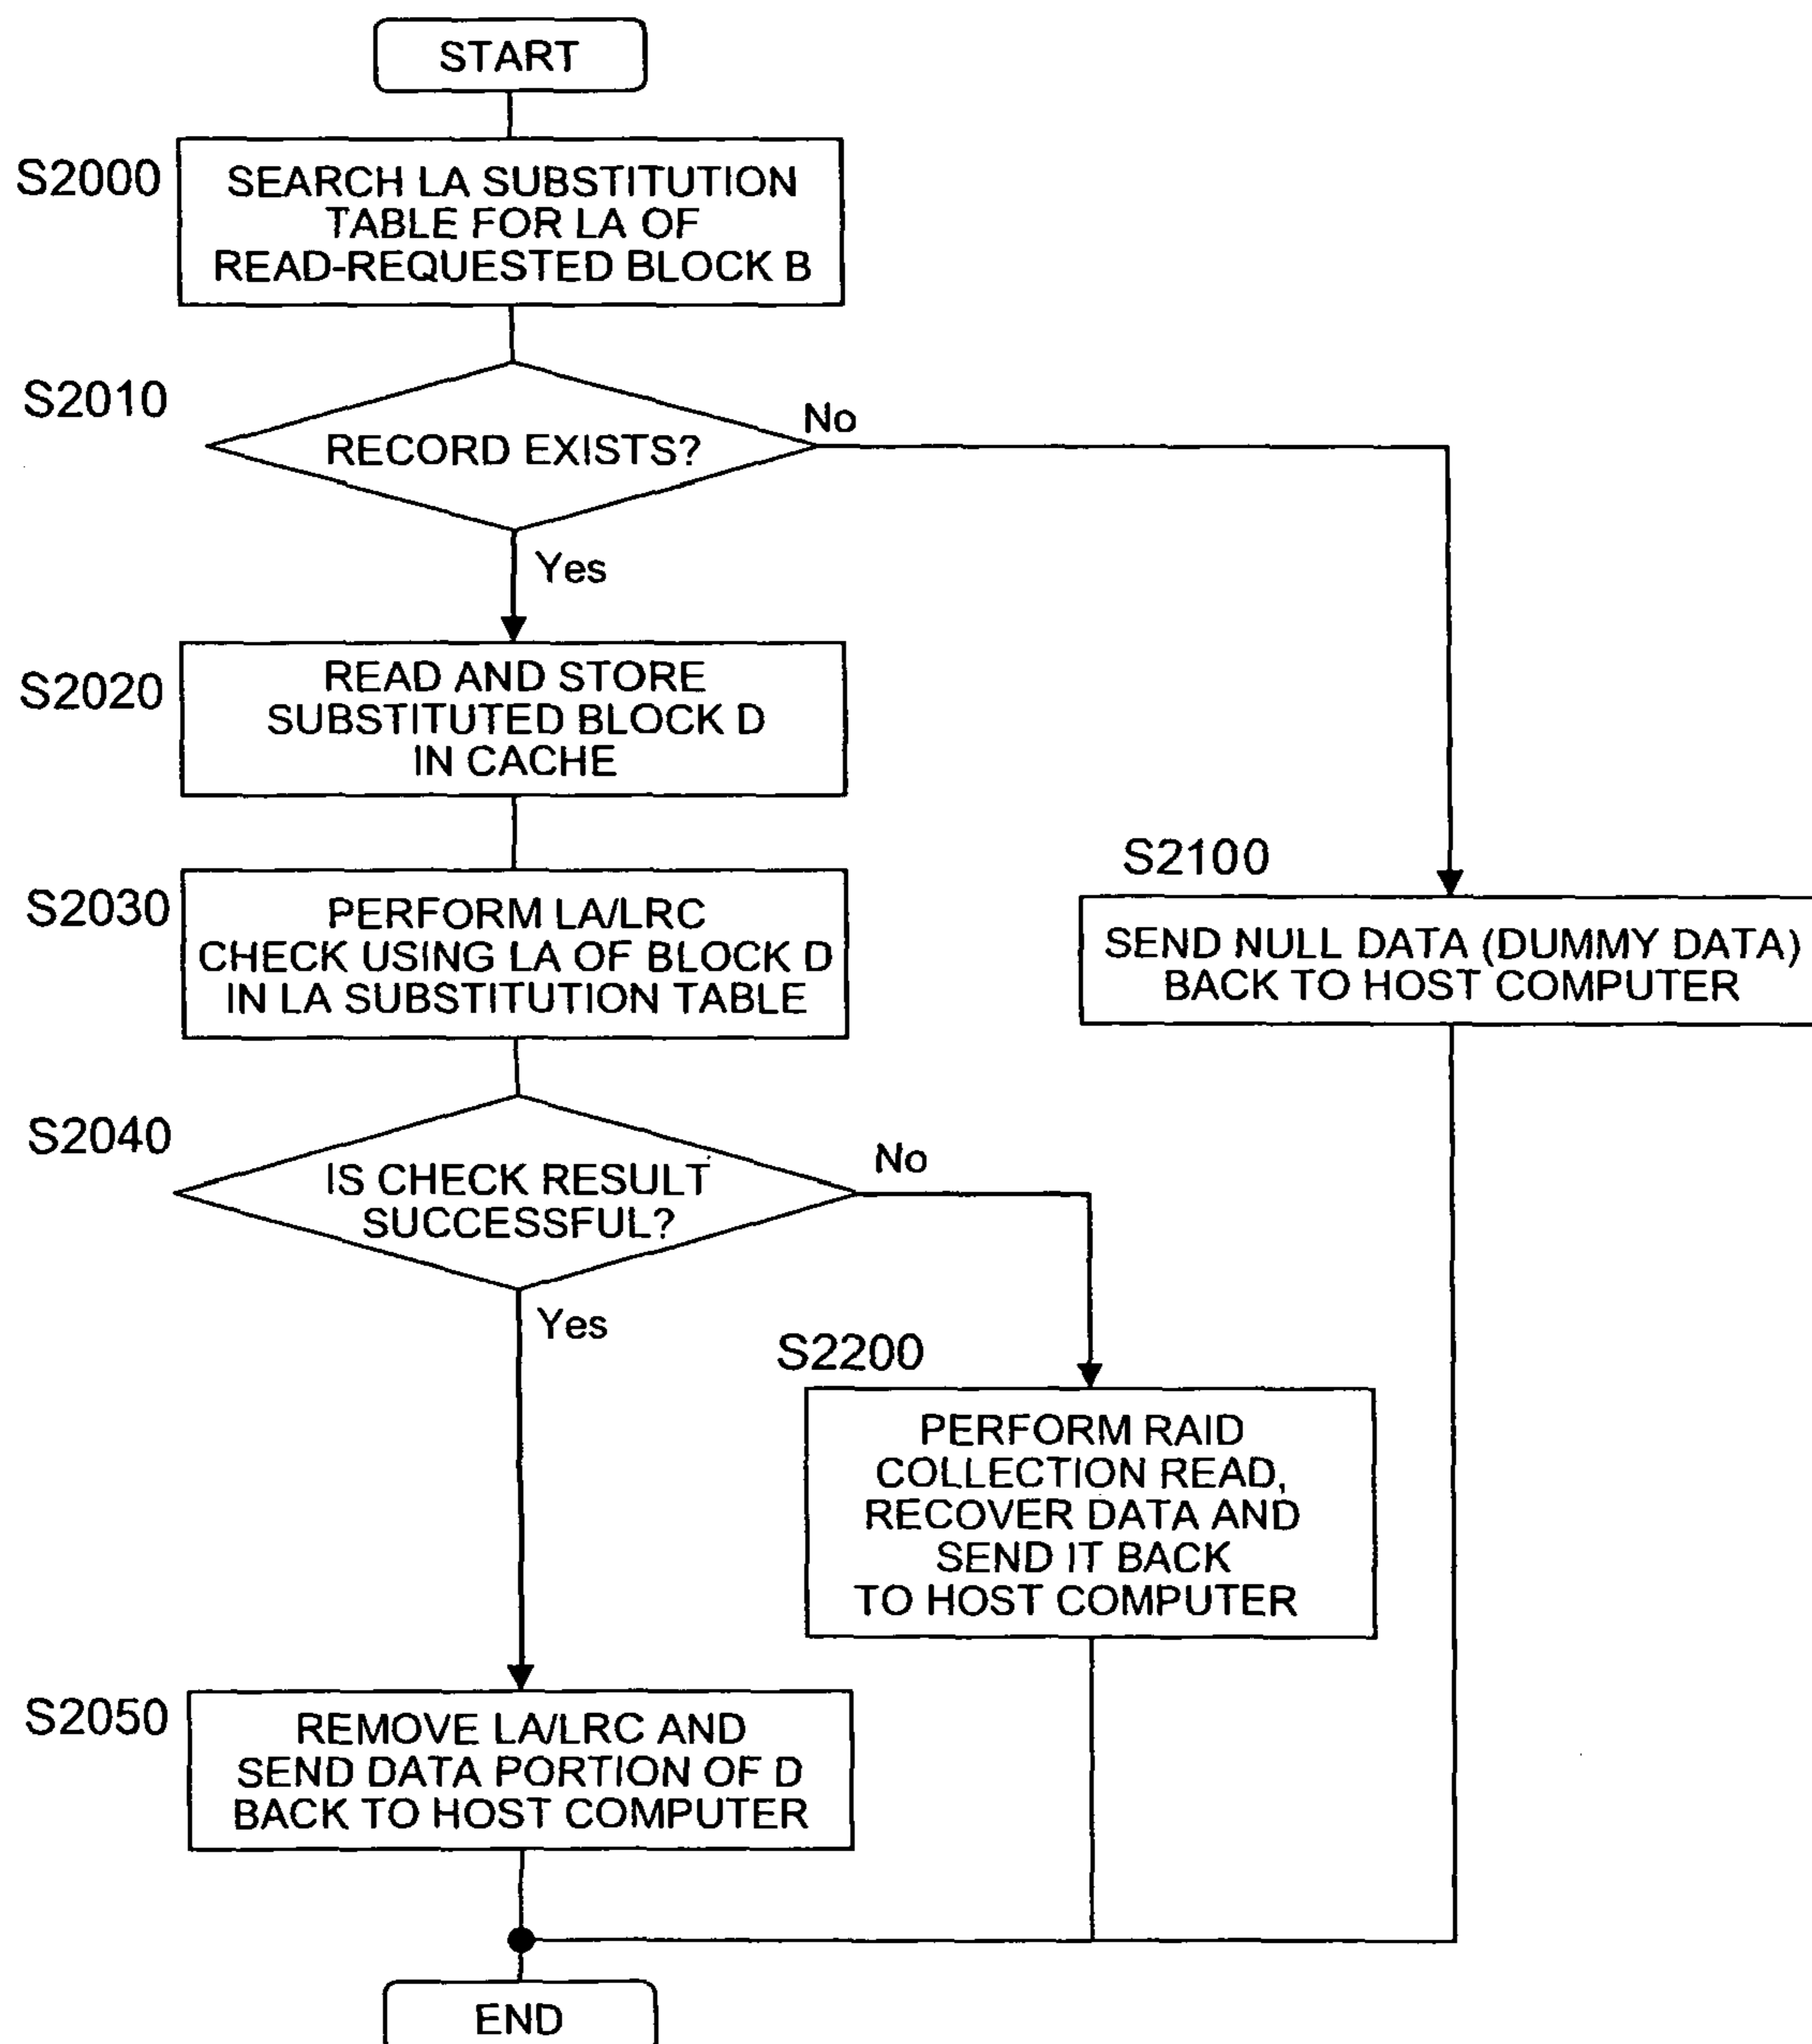 START
S2000
SEARCH LA SUBSTITUTION
TABLE FOR LA OF
READ-REQUESTED BLOCK B
S2010
RECORD EXISTS?
No
Yes
S2020
READ AND STORE
SUBSTITUTED BLOCK D
IN CACHE
S2030
PERFORM LA/LRC
CHECK USING LA OF BLOCK D
IN LA SUBSTITUTION TABLE
S2100
SEND NULL DATA (DUMMY DATA)
BACK TO HOST COMPUTER
S2040
IS CHECK RESULT
SUCCESSFUL?
No
Yes
S2200
PERFORM RAID
COLLECTION READ,
RECOVER DATA AND
SEND IT BACK
TO HOST COMPUTER
S2050
REMOVE LA/LRC AND
SEND DATA PORTION OF D
BACK TO HOST COMPUTER
END